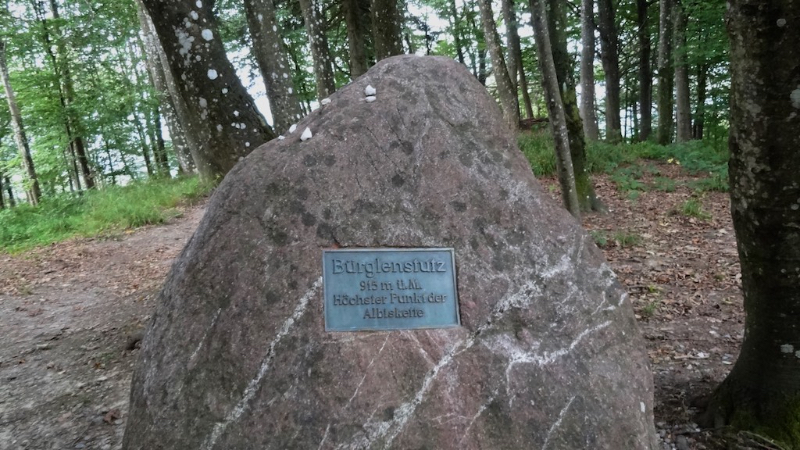 Bürglenstutz
915 m ü.M.
Höchster Punkt der
Albiskette